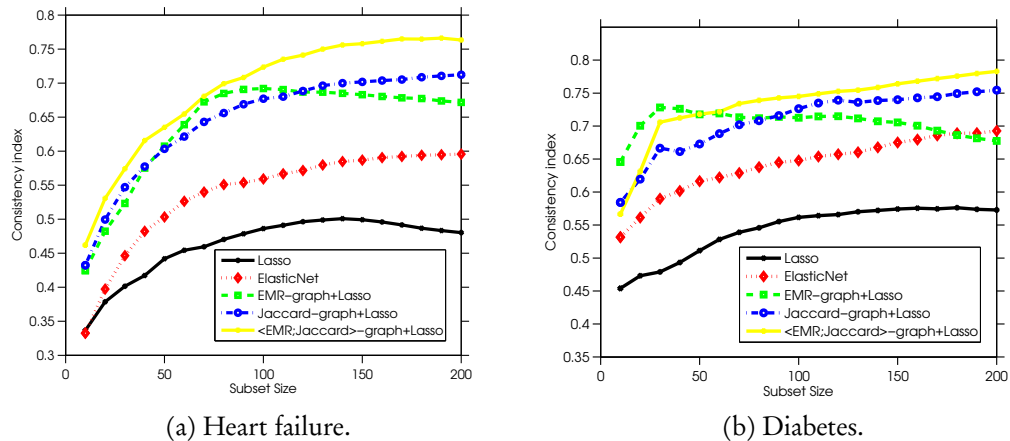 0.8
0.75
0.7
0.65
0.6
0.55
0.5
0.45
0.4
0.35
0.3
Consistency index
0 50 100 150 200
Subset Size
Lasso
ElasticNet
EMR-graph+Lasso
Jaccard-graph+Lasso
<EMR;Jaccard>-graph+Lasso
(a) Heart failure.
0.8
0.75
0.7
0.65
0.6
0.55
0.5
0.45
0.4
0.35
Consistency index
0 50 100 150 200
Subset Size
Lasso
ElasticNet
EMR-graph+Lasso
Jaccard-graph+Lasso
<EMR;Jaccard>-graph+Lasso
(b) Diabetes.